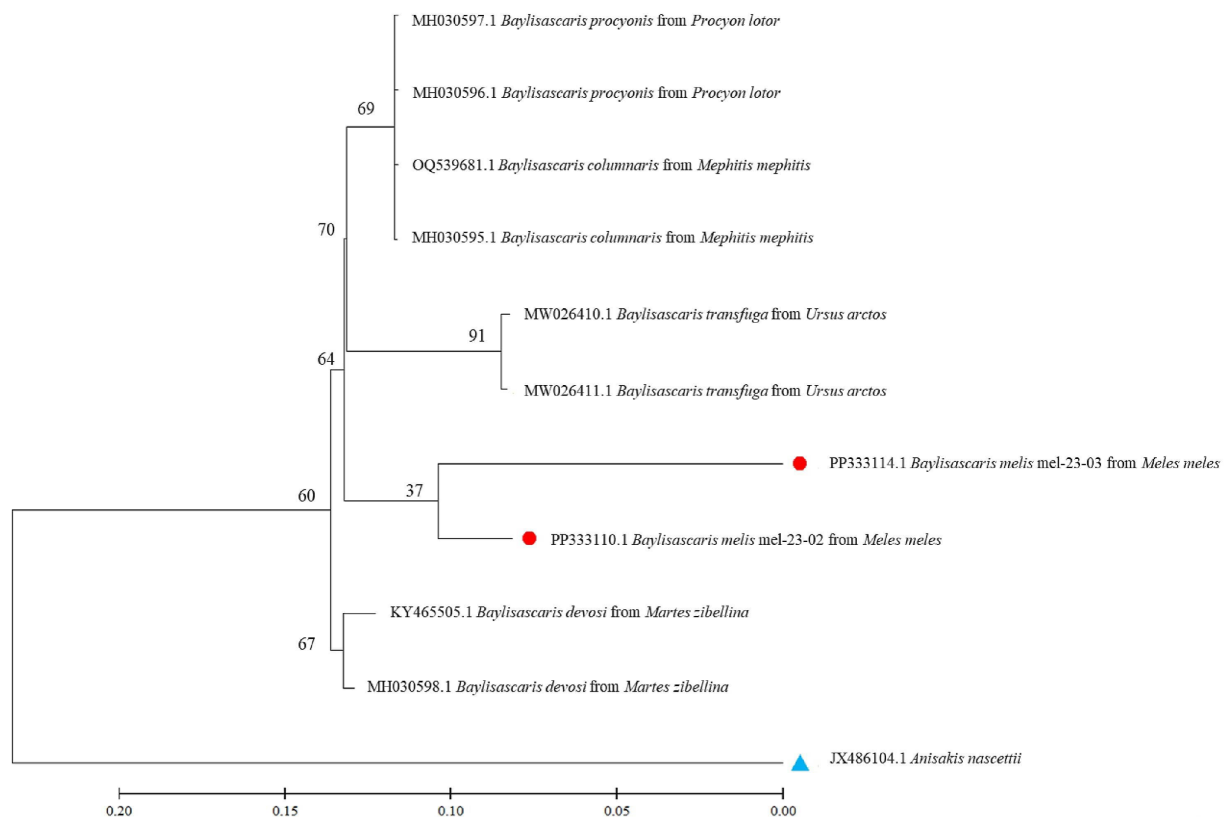 MH030597.1 Baylisascaris procyonis from Procyon lotor
MH030596.1 Baylisascaris procyonis from Procyon lotor
69
OQ539681.1 Baylisascaris columnaris from Mephitis mephitis
70
MH030595.1 Baylisascaris columnaris from Mephitis mephitis
MW026410.1 Baylisascaris transfuga from Ursus arctos
91
64
MW026411.1 Baylisascaris transfuga from Ursus arctos
PP333114.1 Baylisascaris melis mel-23-03 from Meles meles
37
60
PP333110.1 Baylisascaris melis mel-23-02 from Meles meles
KY465505.1 Baylisascaris devosi from Martes zibellina
67
MH030598.1 Baylisascaris devosi from Martes zibellina
JX486104.1 Anisakis nascettii
0.20 0.15 0.10 0.05 0.00